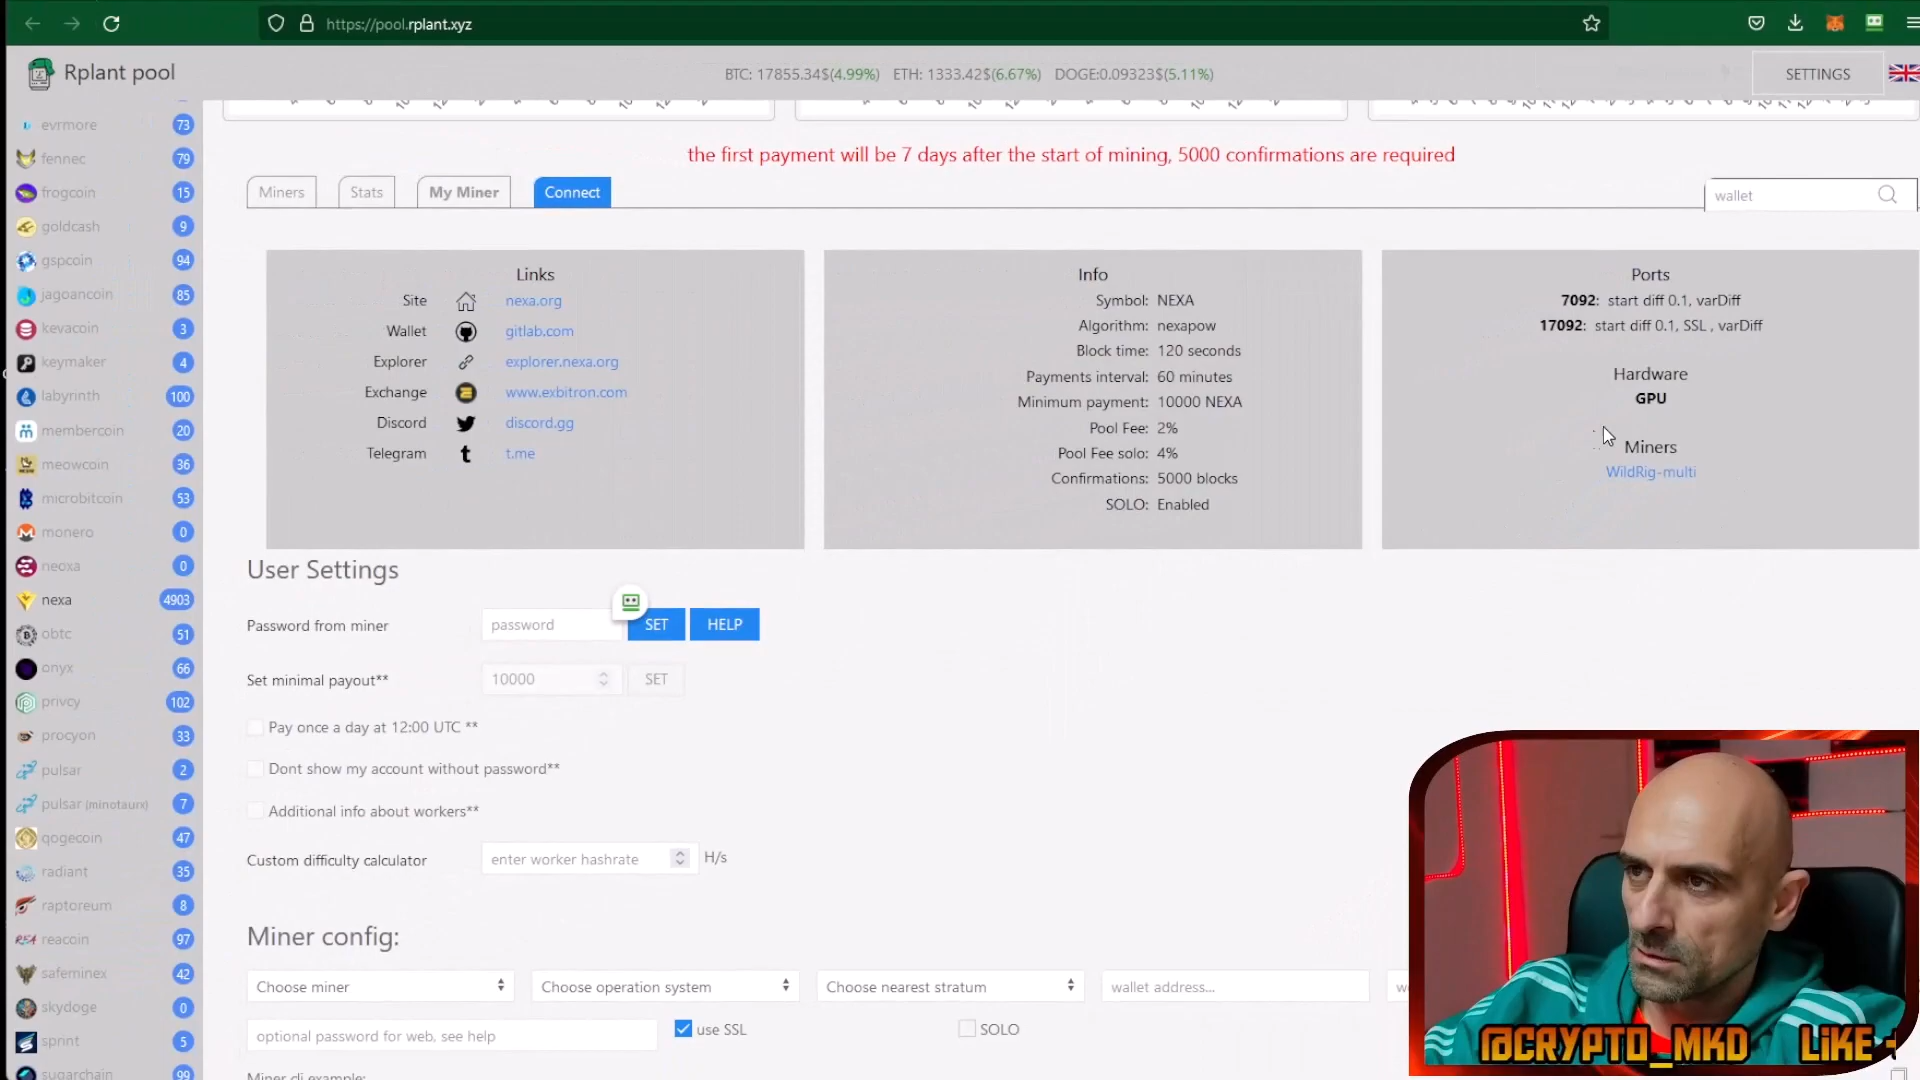 https://pool.rplant.xyz
Rplant pool
BTC: 17855.34$(4.99%) ETH: 1333.42$(6.67%) DOGE:0.09323$(5.11%)
SETTINGS
evrmore 73
fennec 79
frogcoin 15
goldcash 9
gspcoin 94
jagoancoin 85
kevacoin 3
keymaker 4
labyrinth 100
membercoin 20
meowcoin 36
microbitcoin 53
monero 0
neoxa 0
nexa 4903
obtc 51
onyx 66
privcy 102
procyon 33
pulsar 2
pulsar (minotaurx) 7
qogecoin 47
radiant 35
raptoreum 8
reacoin 97
safeminex 42
skydoge 0
sprint 5
sugarchain 99
the first payment will be 7 days after the start of mining, 5000 confirmations are required
Miners Stats My Miner Connect
wallet
Links
Site nexa.org
Wallet gitlab.com
Explorer explorer.nexa.org
Exchange www.exbitron.com
Discord discord.gg
Telegram t.me
Info
Symbol: NEXA
Algorithm: nexapow
Block time: 120 seconds
Payments interval: 60 minutes
Minimum payment: 10000 NEXA
Pool Fee: 2%
Pool Fee solo: 4%
Confirmations: 5000 blocks
SOLO: Enabled
Ports
7092: start diff 0.1, varDiff
17092: start diff 0.1, SSL , varDiff
Hardware
GPU
Miners
WildRig-multi
User Settings
Password from miner password SET HELP
Set minimal payout** 10000 SET
Pay once a day at 12:00 UTC **
Dont show my account without password**
Additional info about workers**
Custom difficulty calculator enter worker hashrate H/s
Miner config:
Choose miner Choose operation system Choose nearest stratum wallet address...
optional password for web, see help use SSL SOLO
Miner cli example:
@CRYPTO_MKD LIKE